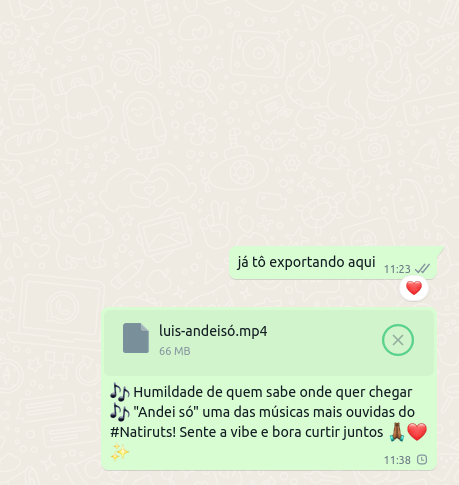 já tô exportando aqui
11:23
luis-andeisó.mp4
66 MB
🎶 Humildade de quem sabe onde quer chegar
🎶 "Andei só" uma das músicas mais ouvidas do
#Natiruts! Sente a vibe e bora curtir juntos 🙏🏾❤️
✨
11:38